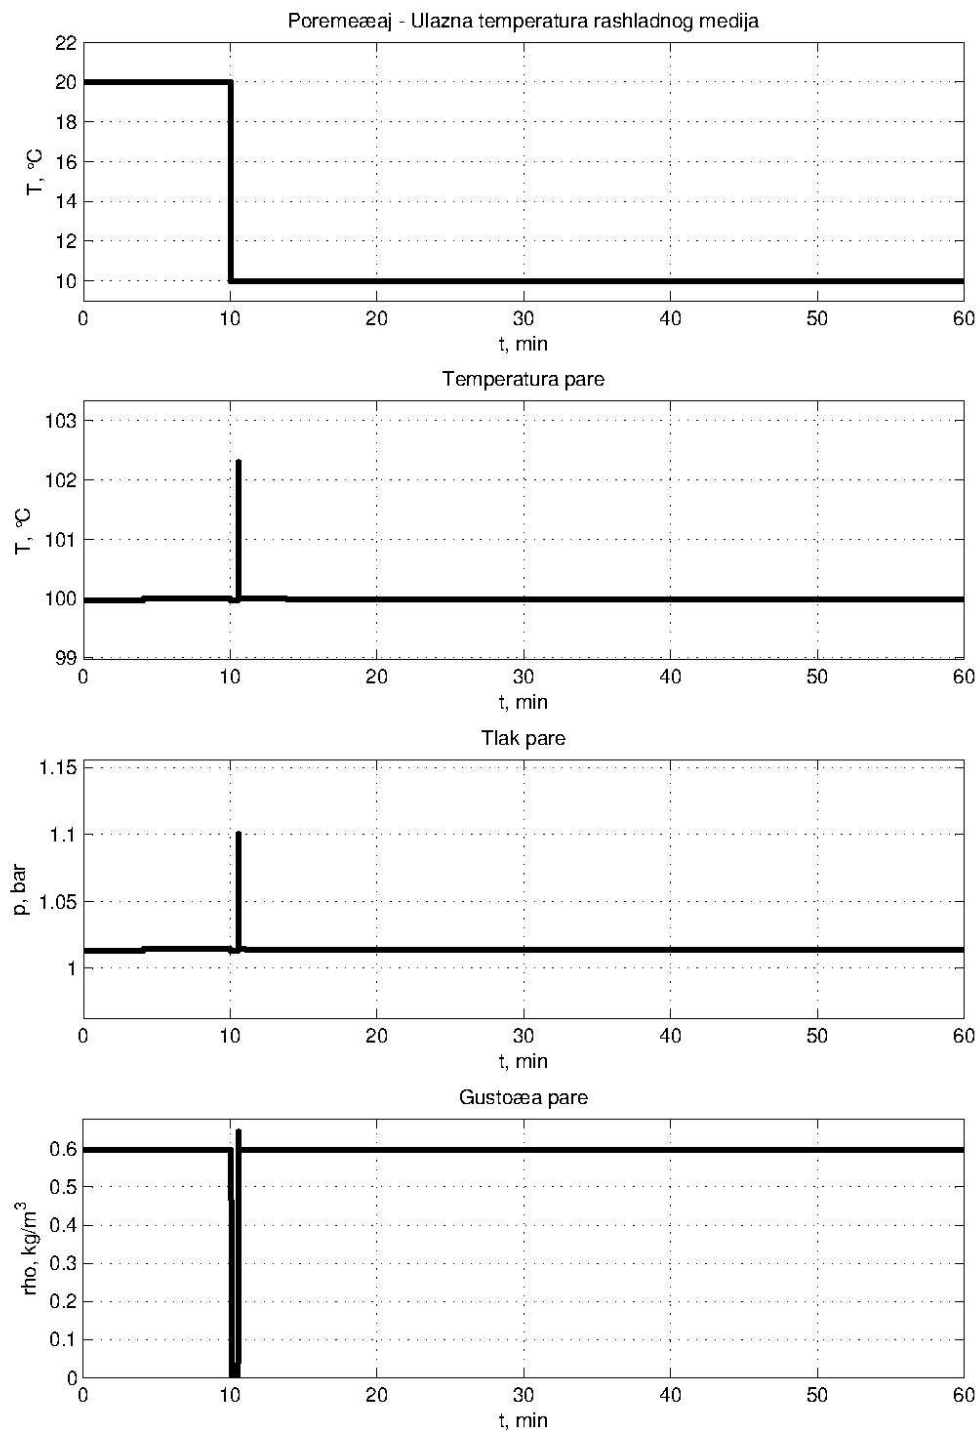 Poremeæaj - Ulazna temperatura rashladnog medija
22
20
18
16
14
12
10
T, °C
0 10 20 30 40 50 60
t, min
Temperatura pare
103
102
101
100
99
T, °C
0 10 20 30 40 50 60
t, min
Tlak pare
1.15
1.1
1.05
1
p, bar
0 10 20 30 40 50 60
t, min
Gustoæa pare
0.6
0.5
0.4
0.3
0.2
0.1
0
rho, kg/m³
0 10 20 30 40 50 60
t, min